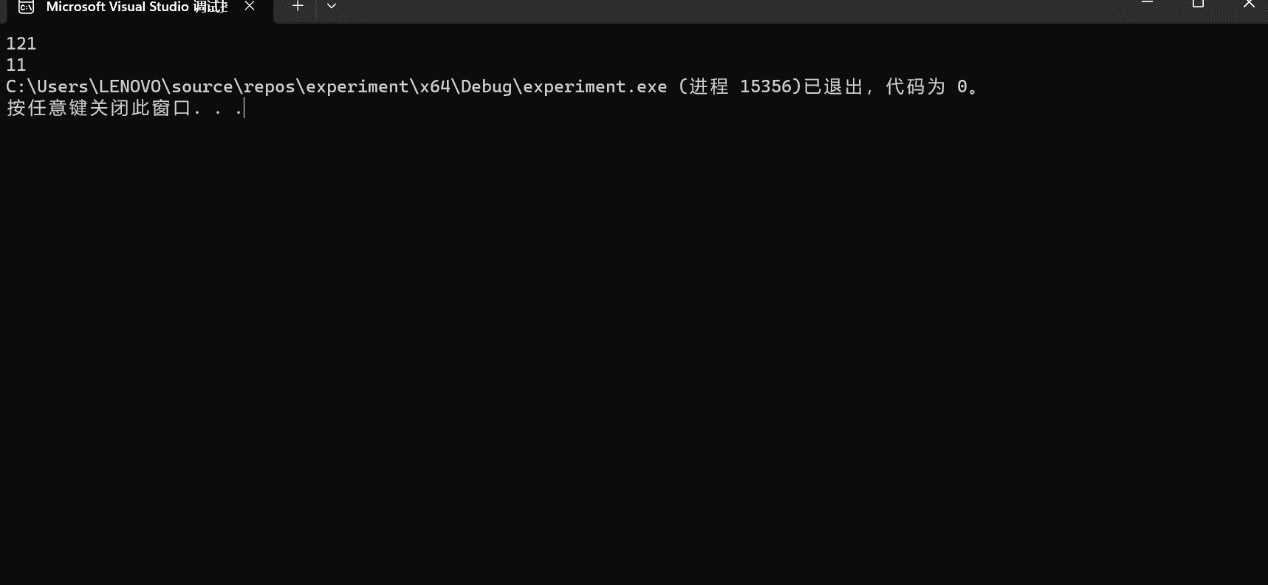 Microsoft Visual Studio 调试
121
11
C:\Users\LENOVO\source\repos\experiment\x64\Debug\experiment.exe (进程 15356)已退出，代码为 0。
按任意键关闭此窗口. . .